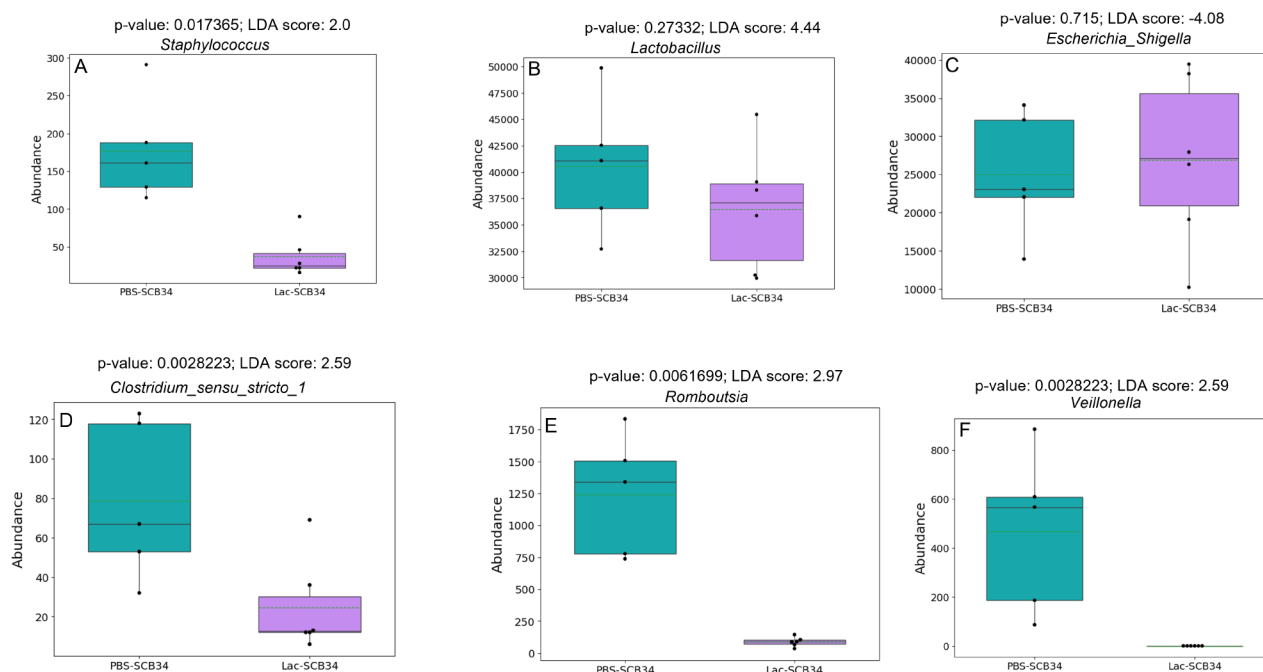 p-value: 0.017365; LDA score: 2.0
Staphylococcus
A
300
250
200
150
100
50
Abundance
PBS-SCB34
Lac-SCB34
p-value: 0.27332; LDA score: 4.44
Lactobacillus
B
50000
47500
45000
42500
40000
37500
35000
32500
30000
Abundance
PBS-SCB34
Lac-SCB34
p-value: 0.715; LDA score: -4.08
Escherichia_Shigella
C
40000
35000
30000
25000
20000
15000
10000
Abundance
PBS-SCB34
Lac-SCB34
p-value: 0.0028223; LDA score: 2.59
Clostridium_sensu_stricto_1
D
120
100
80
60
40
20
Abundance
PBS-SCB34
Lac-SCB34
p-value: 0.0061699; LDA score: 2.97
Romboutsia
E
1750
1500
1250
1000
750
500
250
0
Abundance
PBS-SCB34
Lac-SCB34
p-value: 0.0028223; LDA score: 2.59
Veillonella
F
800
600
400
200
0
Abundance
PBS-SCB34
Lac-SCB34